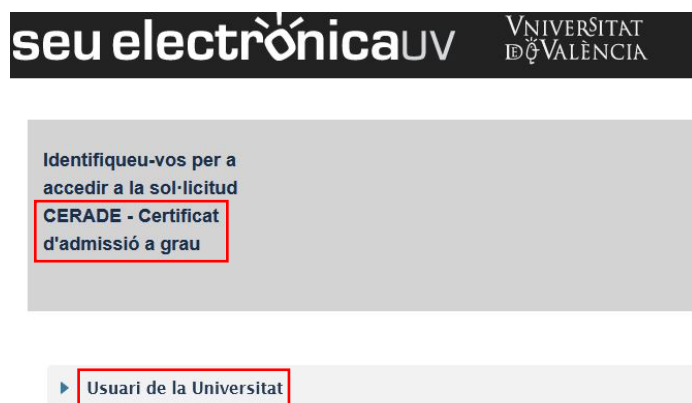 seu electrònicauv
VNIVERSITAT
DE VALÈNCIA
Identifiqueu-vos per a
accedir a la sol·licitud
CERADE - Certificat
d'admissió a grau
Usuari de la Universitat